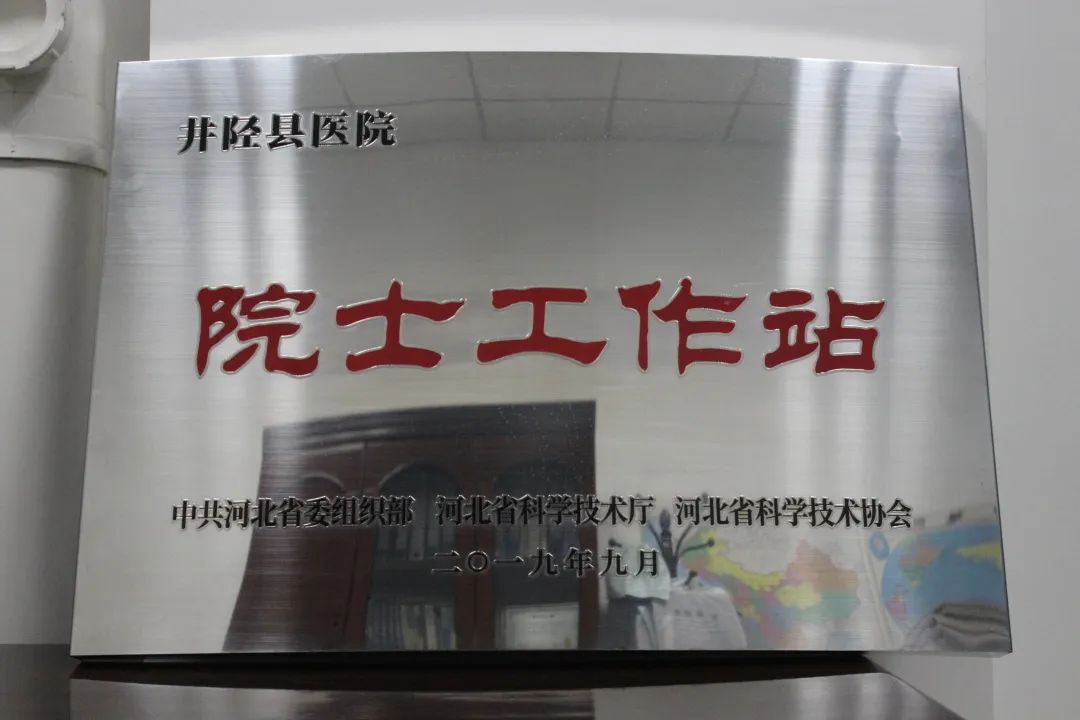 井陉县医院
院士工作站
中共河北省委组织部 河北省科学技术厅 河北省科学技术协会
二〇一九年九月